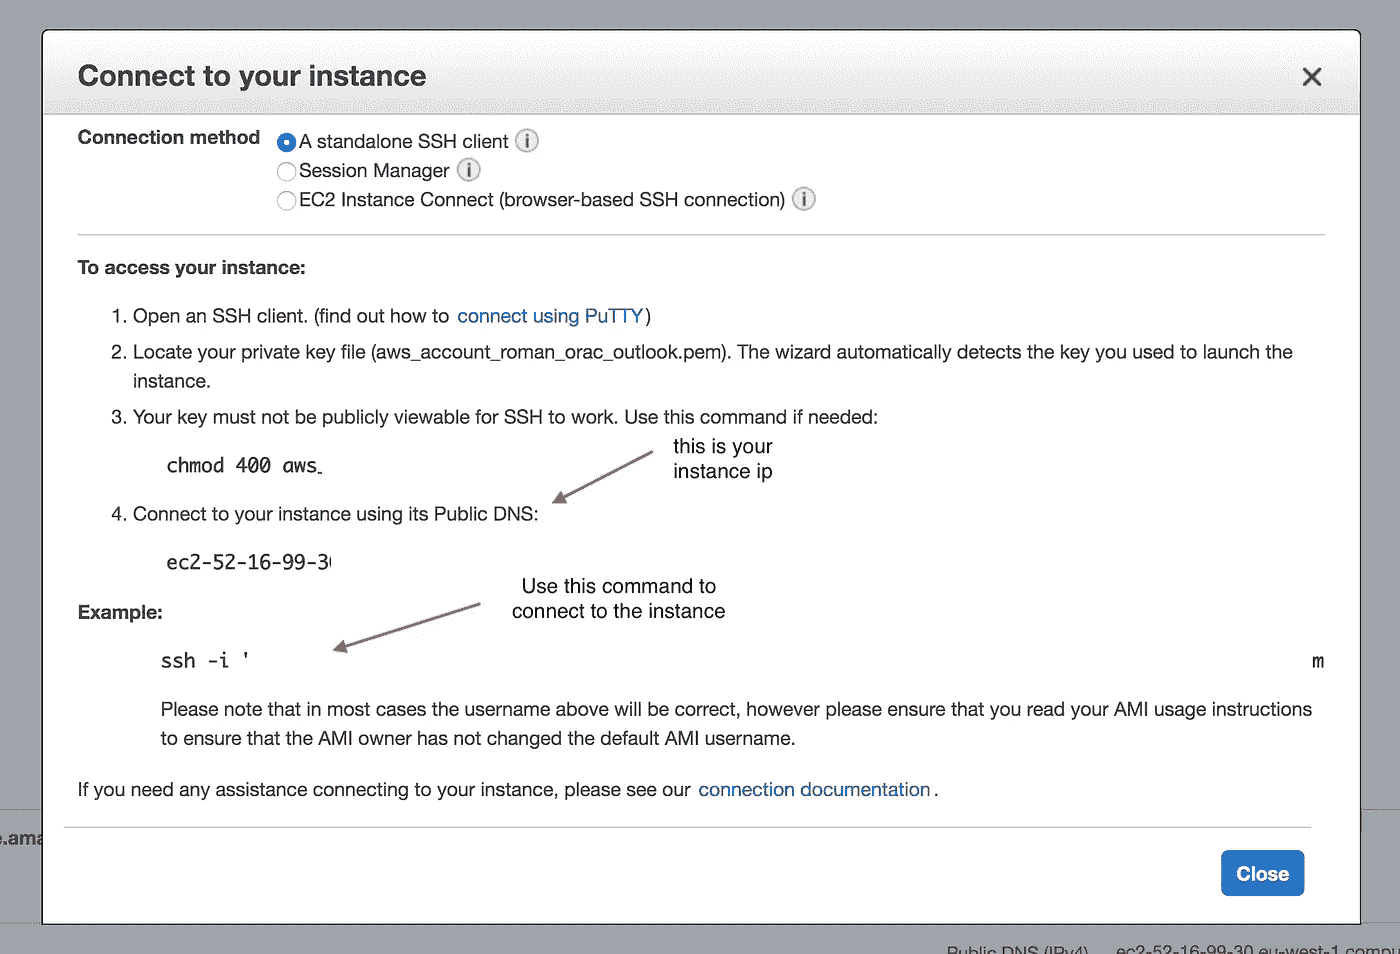 Connect to your instance
Connection method
A standalone SSH client
Session Manager
EC2 Instance Connect (browser-based SSH connection)
To access your instance:
1. Open an SSH client. (find out how to connect using PuTTY)
2. Locate your private key file (aws_account_roman_orac_outlook.pem). The wizard automatically detects the key you used to launch the
instance.
3. Your key must not be publicly viewable for SSH to work. Use this command if needed:
this is your
instance ip
chmod 400 aws_
4. Connect to your instance using its Public DNS:
ec2-52-16-99-30
Use this command to
connect to the instance
Example:
ssh -i ' m
Please note that in most cases the username above will be correct, however please ensure that you read your AMI usage instructions
to ensure that the AMI owner has not changed the default AMI username.
If you need any assistance connecting to your instance, please see our connection documentation.
e.ama
Close
Public DNS (IPv4) ec2-52-16-99-30.eu-west-1.compu